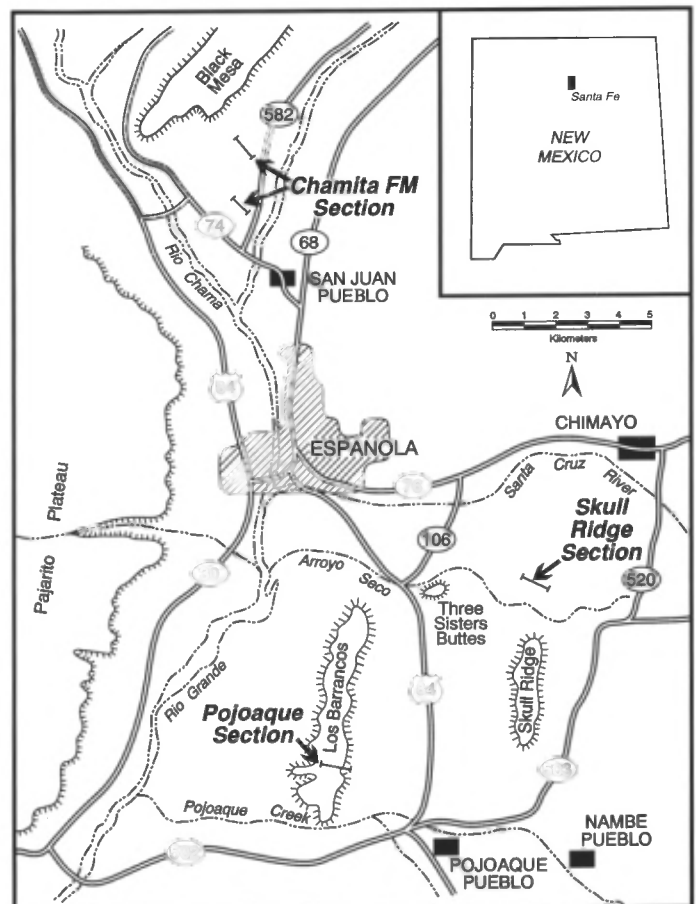 Black
Mesa
582
Chamita FM
Section
74
68
Rio Chama
SAN JUAN
PUEBLO
Santa Fe
NEW
MEXICO
0 1 2 3 4 5
Kilometers
N
CHIMAYO
ESPANOLA
Santa Cruz River
Pajarito Plateau
106
Skull
Ridge
Section
520
Arroyo Seco
Three
Sisters
Buttes
Rio Grande
Los Barrancos
Skull Ridge
Pojoaque
Section
Pojoaque Creek
NAMBE
PUEBLO
POJOAQUE
PUEBLO